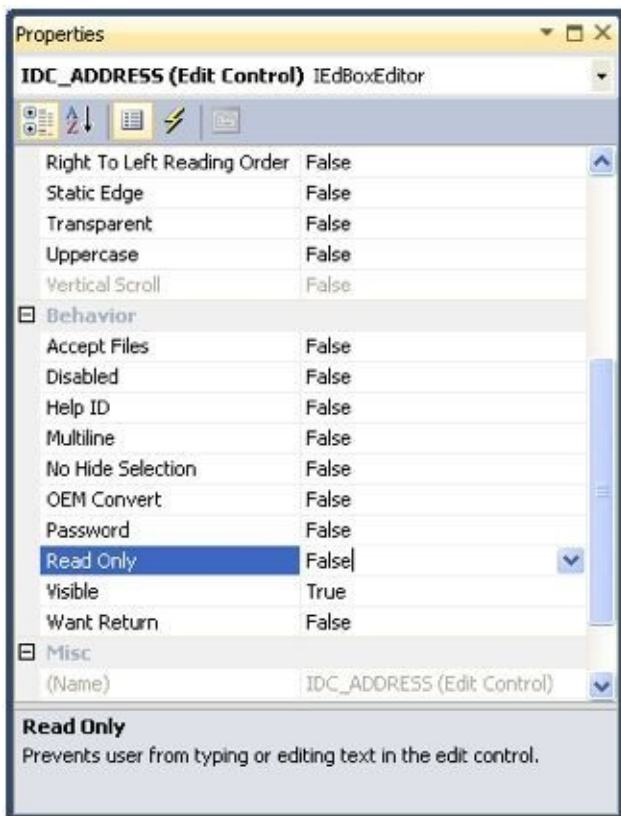 Properties
IDC_ADDRESS (Edit Control) IEdBoxEditor
A Z
Right To Left Reading Order False
Static Edge False
Transparent False
Uppercase False
Vertical Scroll False
Behavior
Accept Files False
Disabled False
Help ID False
Multiline False
No Hide Selection False
OEM Convert False
Password False
Read Only False
Visible True
Want Return False
Misc
(Name) IDC_ADDRESS (Edit Control)
Read Only
Prevents user from typing or editing text in the edit control.